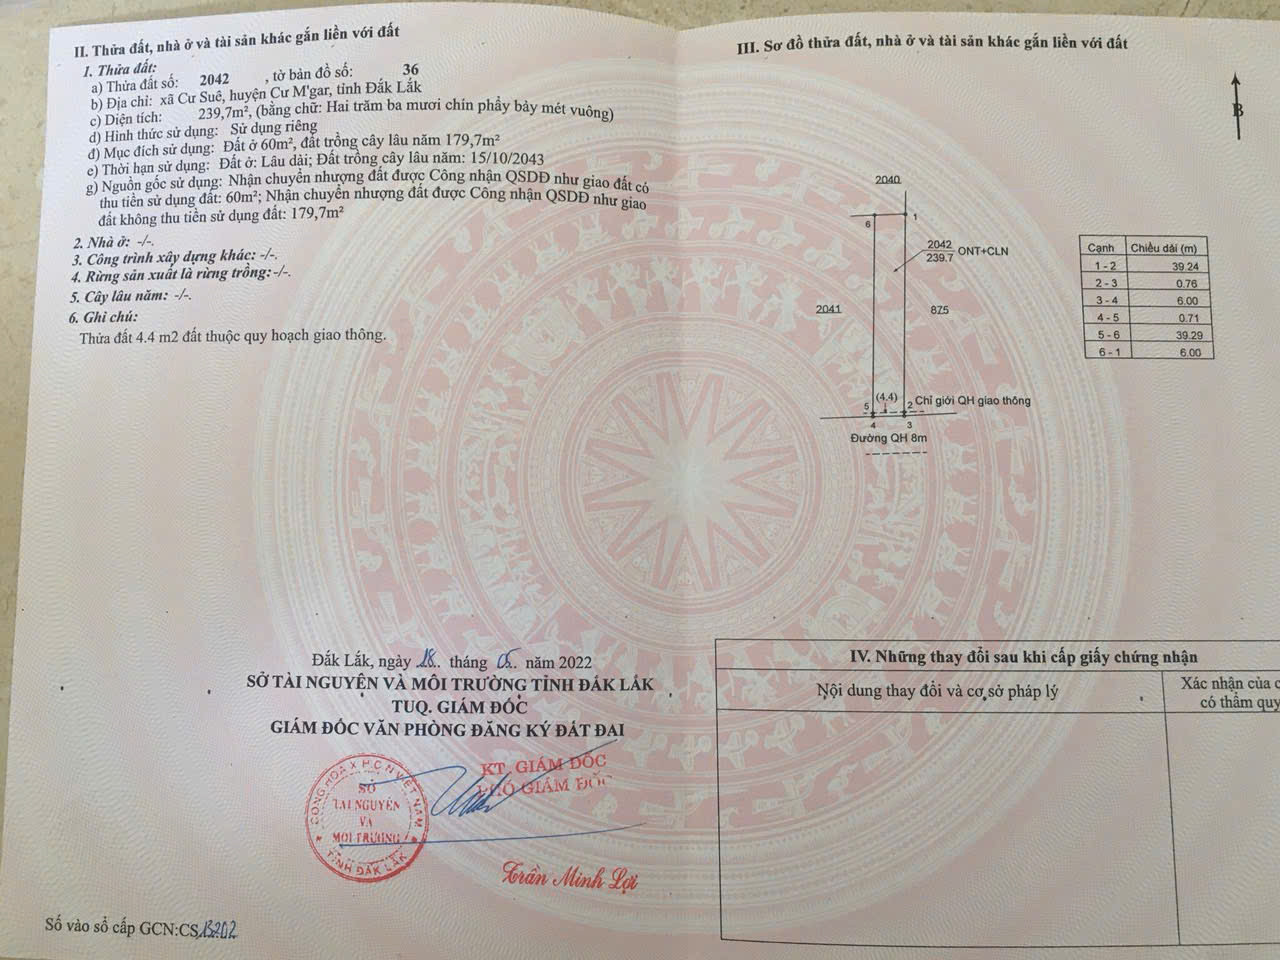 II. Thửa đất, nhà ở và tài sản khác gắn liền với đất
1. Thửa đất:
a) Thửa đất số: 2042 , tờ bản đồ số: 36
b) Địa chỉ: xã Cư Suê, huyện Cư M'gar, tỉnh Đắk Lắk
c) Diện tích: 239,7m², (bằng chữ: Hai trăm ba mươi chín phẩy bảy mét vuông)
d) Hình thức sử dụng: Sử dụng riêng
đ) Mục đích sử dụng: Đất ở 60m², đất trồng cây lâu năm 179,7m²
e) Thời hạn sử dụng: Đất ở: Lâu dài; Đất trồng cây lâu năm: 15/10/2043
g) Nguồn gốc sử dụng: Nhận chuyển nhượng đất được Công nhận QSDĐ như giao đất có
thu tiền sử dụng đất: 60m²; Nhận chuyển nhượng đất được Công nhận QSDĐ như giao
đất không thu tiền sử dụng đất: 179,7m²
2. Nhà ở: -/-.
3. Công trình xây dựng khác: -/-.
4. Rừng sản xuất là rừng trồng:-/-.
5. Cây lâu năm: -/-.
6. Ghi chú:
Thửa đất 4.4 m2 đất thuộc quy hoạch giao thông.
Đắk Lắk, ngày 18.. tháng 05.. năm 2022
SỞ TÀI NGUYÊN VÀ MÔI TRƯỜNG TỈNH ĐẮK LẮK
TUQ. GIÁM ĐỐC
GIÁM ĐỐC VĂN PHÒNG ĐĂNG KÝ ĐẤT ĐAI
KT GIÁM ĐỐC
PHÓ GIÁM ĐỐC
CỘNG HÒA X.H.C.N VIỆT NAM
SỞ
TÀI NGUYÊN
VÀ
MÔI TRƯỜNG
TỈNH ĐẮK LẮK
Trần Minh Lợi
Số vào sổ cấp GCN:CS 13202
III. Sơ đồ thửa đất, nhà ở và tài sản khác gắn liền với đất
B
2040
6 1
2042
239.7 ONT+CLN
2041 875
5 (4.4) 2 Chỉ giới QH giao thông
4 3
Đường QH 8m
Cạnh Chiều dài (m)
1 - 2 39.24
2 - 3 0.76
3 - 4 6.00
4 - 5 0.71
5 - 6 39.29
6 - 1 6.00
IV. Những thay đổi sau khi cấp giấy chứng nhận
Nội dung thay đổi và cơ sở pháp lý
Xác nhận của c
có thẩm quy